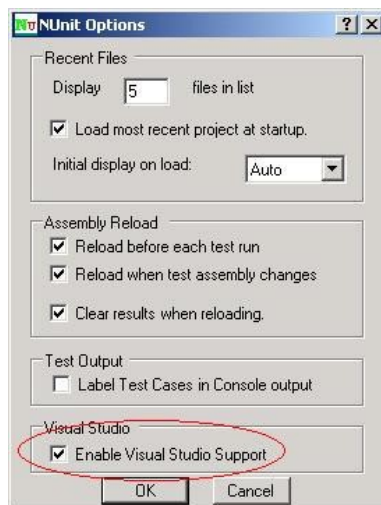 NUnit Options
Recent Files
Display 5 files in list
Load most recent project at startup.
Initial display on load: Auto
Assembly Reload
Reload before each test run
Reload when test assembly changes
Clear results when reloading.
Test Output
Label Test Cases in Console output
Visual Studio
Enable Visual Studio Support
OK Cancel